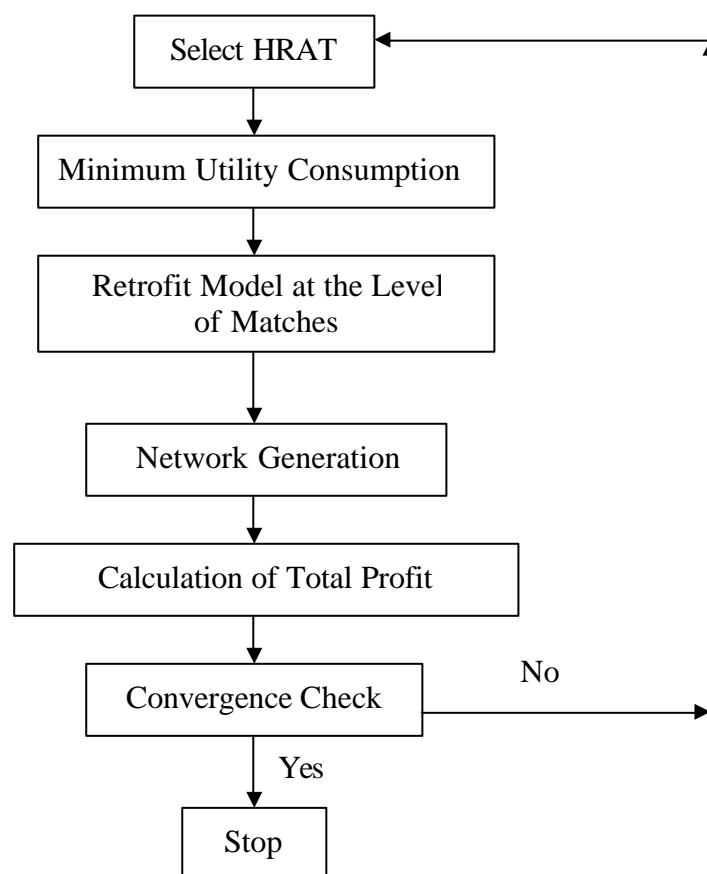 Select HRAT
Minimum Utility Consumption
Retrofit Model at the Level
of Matches
Network Generation
Calculation of Total Profit
Convergence Check
No
Yes
Stop